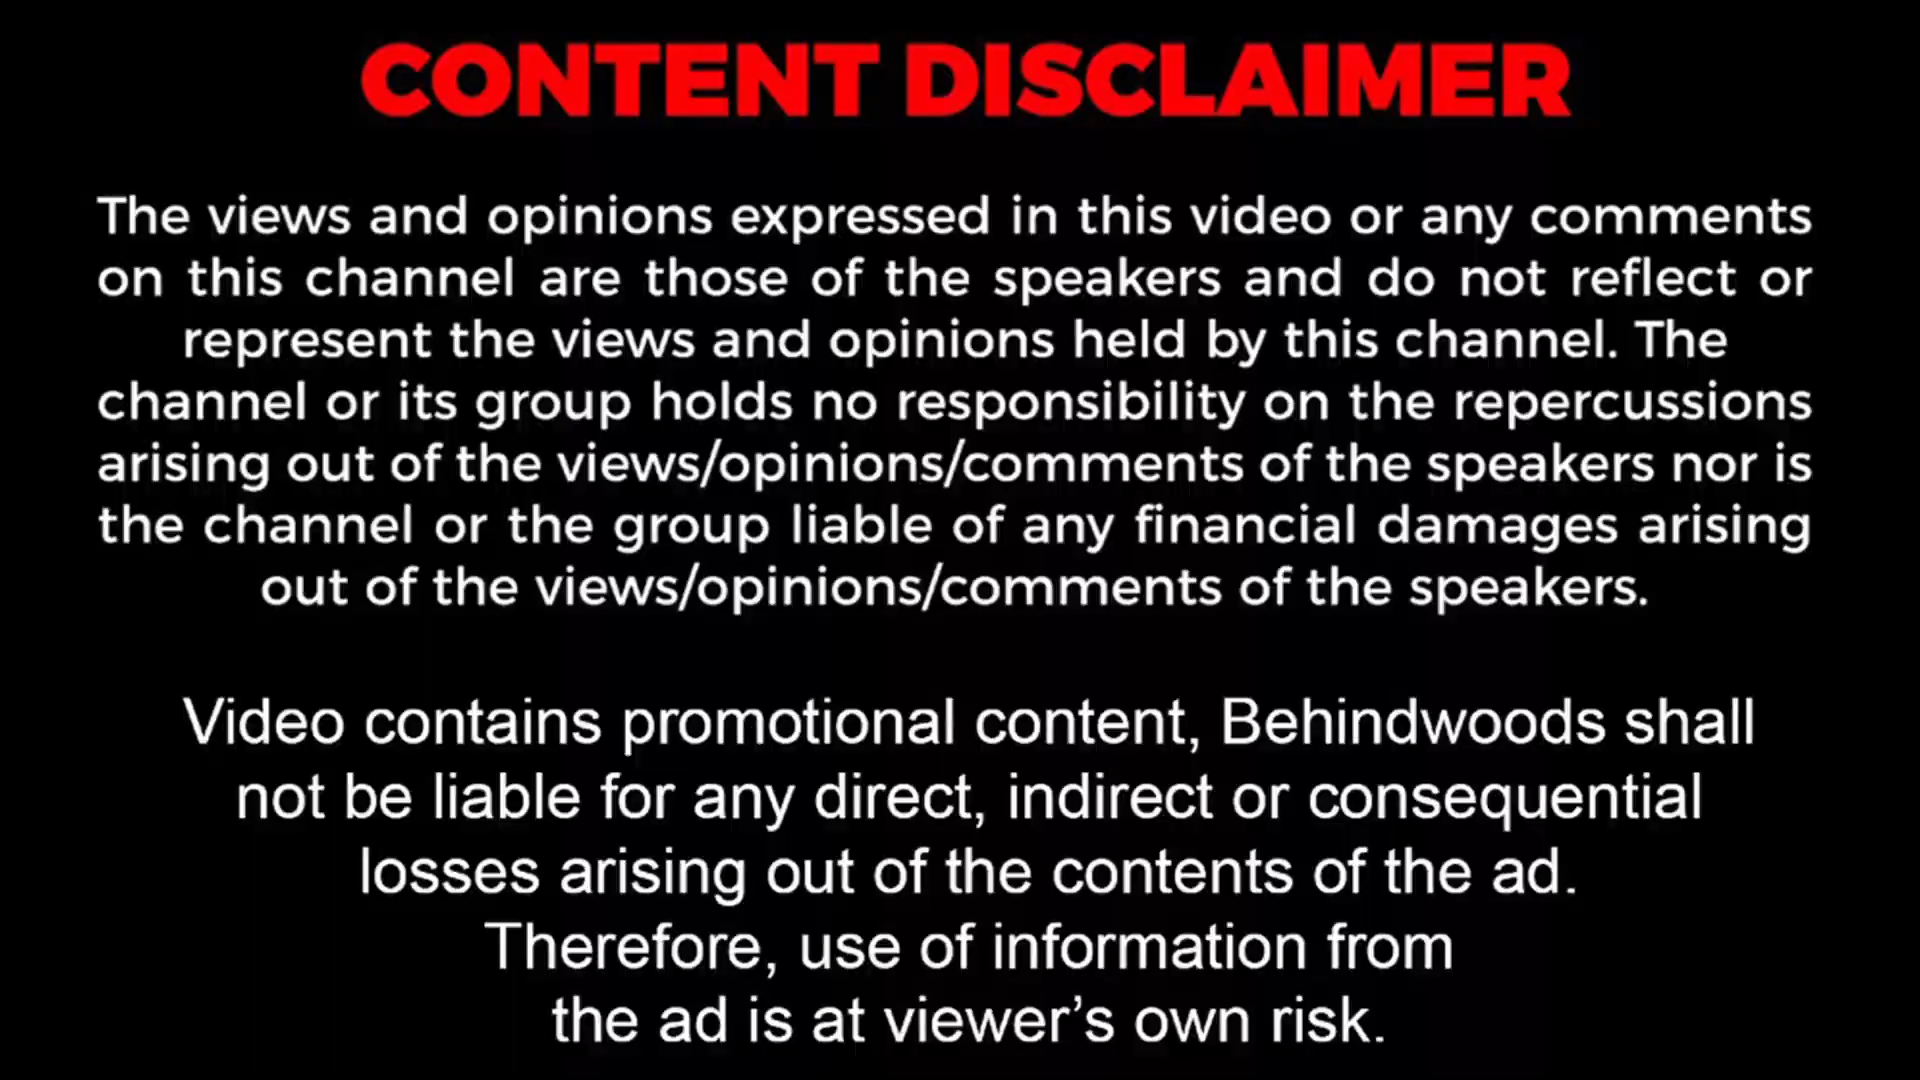 CONTENT DISCLAIMER
The views and opinions expressed in this video or any comments
on this channel are those of the speakers and do not reflect or
represent the views and opinions held by this channel. The
channel or its group holds no responsibility on the repercussions
arising out of the views/opinions/comments of the speakers nor is
the channel or the group liable of any financial damages arising
out of the views/opinions/comments of the speakers.
Video contains promotional content, Behindwoods shall
not be liable for any direct, indirect or consequential
losses arising out of the contents of the ad.
Therefore, use of information from
the ad is at viewer’s own risk.